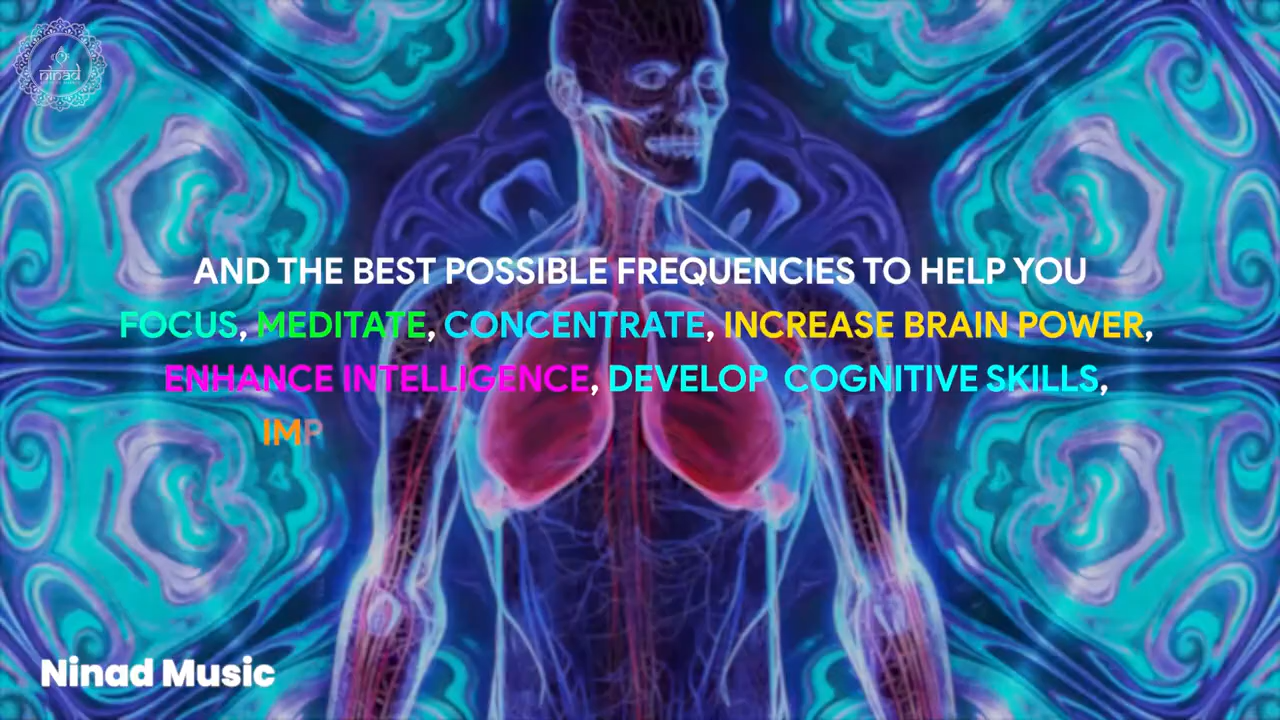 ninad
AND THE BEST POSSIBLE FREQUENCIES TO HELP YOU
FOCUS, MEDITATE, CONCENTRATE, INCREASE BRAIN POWER,
ENHANCE INTELLIGENCE, DEVELOP COGNITIVE SKILLS,
IMP
Ninad Music